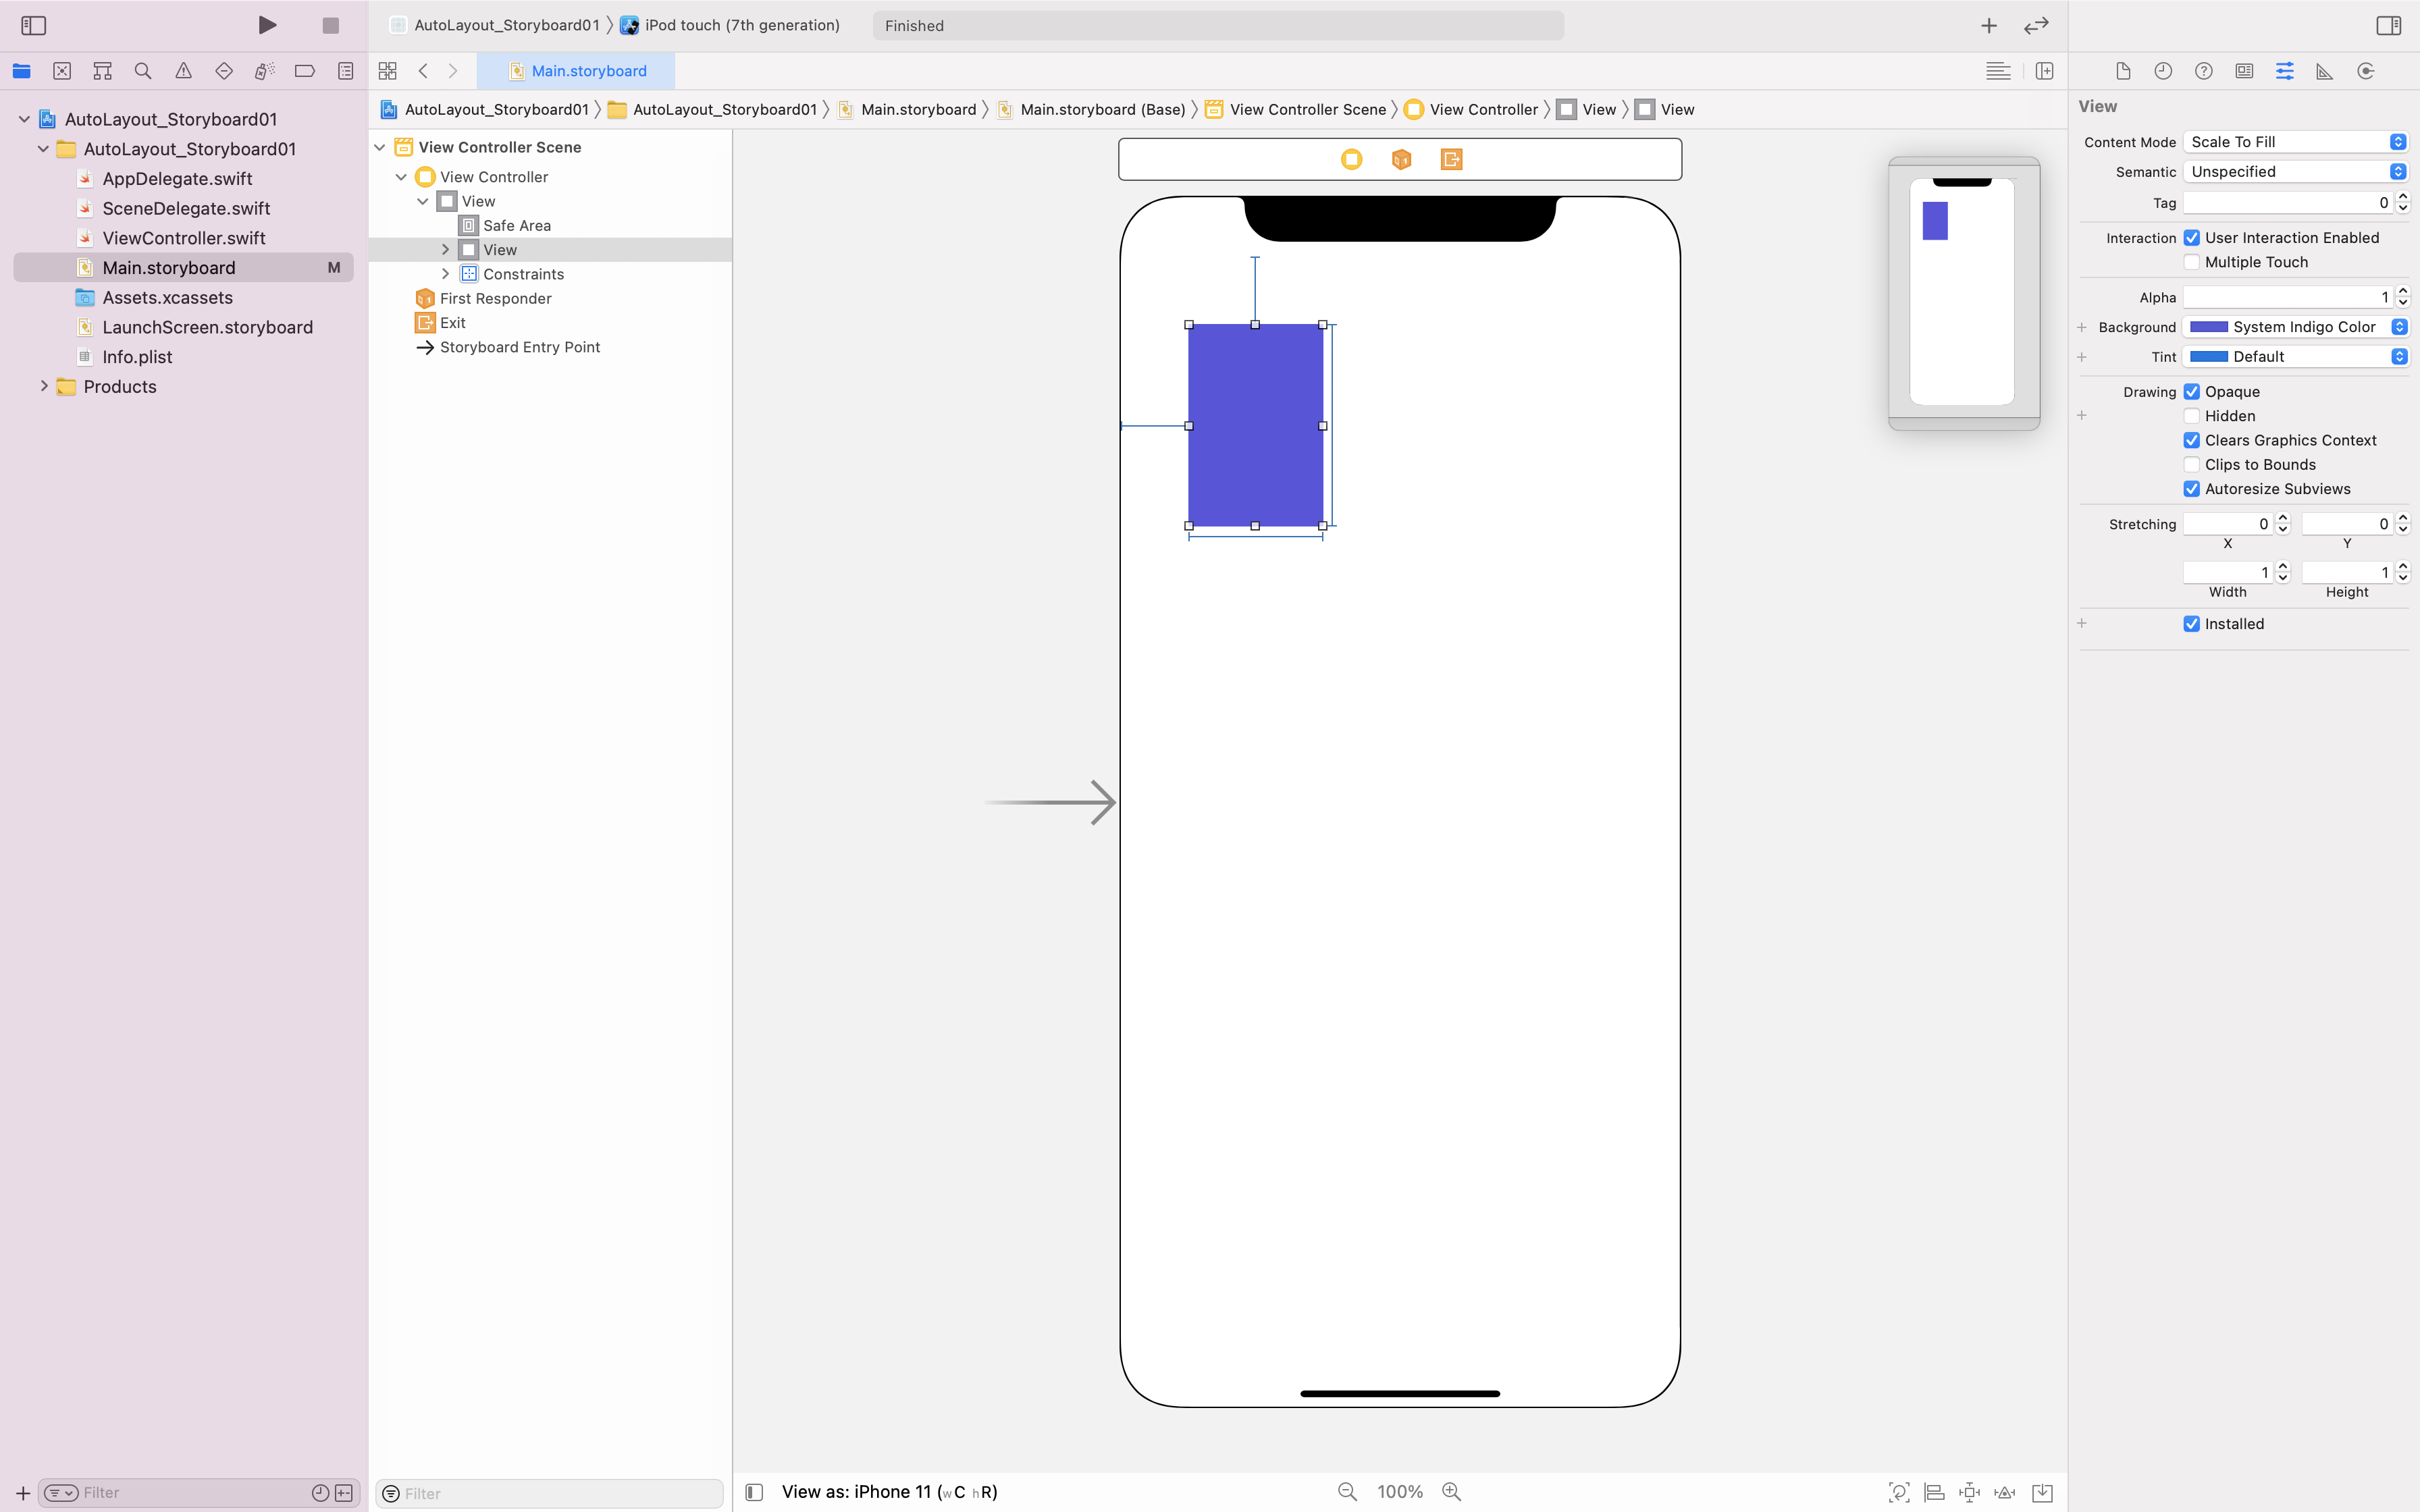 AutoLayout_Storyboard01 〉 iPod touch (7th generation)
Finished
Main.storyboard
AutoLayout_Storyboard01 〉 AutoLayout_Storyboard01 〉 Main.storyboard 〉 Main.storyboard (Base) 〉 View Controller Scene 〉 View Controller 〉 View 〉 View
AutoLayout_Storyboard01
AutoLayout_Storyboard01
AppDelegate.swift
SceneDelegate.swift
ViewController.swift
Main.storyboard M
Assets.xcassets
LaunchScreen.storyboard
Info.plist
Products
Filter
View Controller Scene
View Controller
View
Safe Area
View
Constraints
First Responder
Exit
Storyboard Entry Point
Filter
View as: iPhone 11 (wC hR)
100%
View
Content Mode Scale To Fill
Semantic Unspecified
Tag 0
Interaction User Interaction Enabled
Multiple Touch
Alpha 1
+ Background System Indigo Color
+ Tint Default
Drawing Opaque
+ Hidden
Clears Graphics Context
Clips to Bounds
Autoresize Subviews
Stretching 0 0
X Y
1 1
Width Height
+ Installed